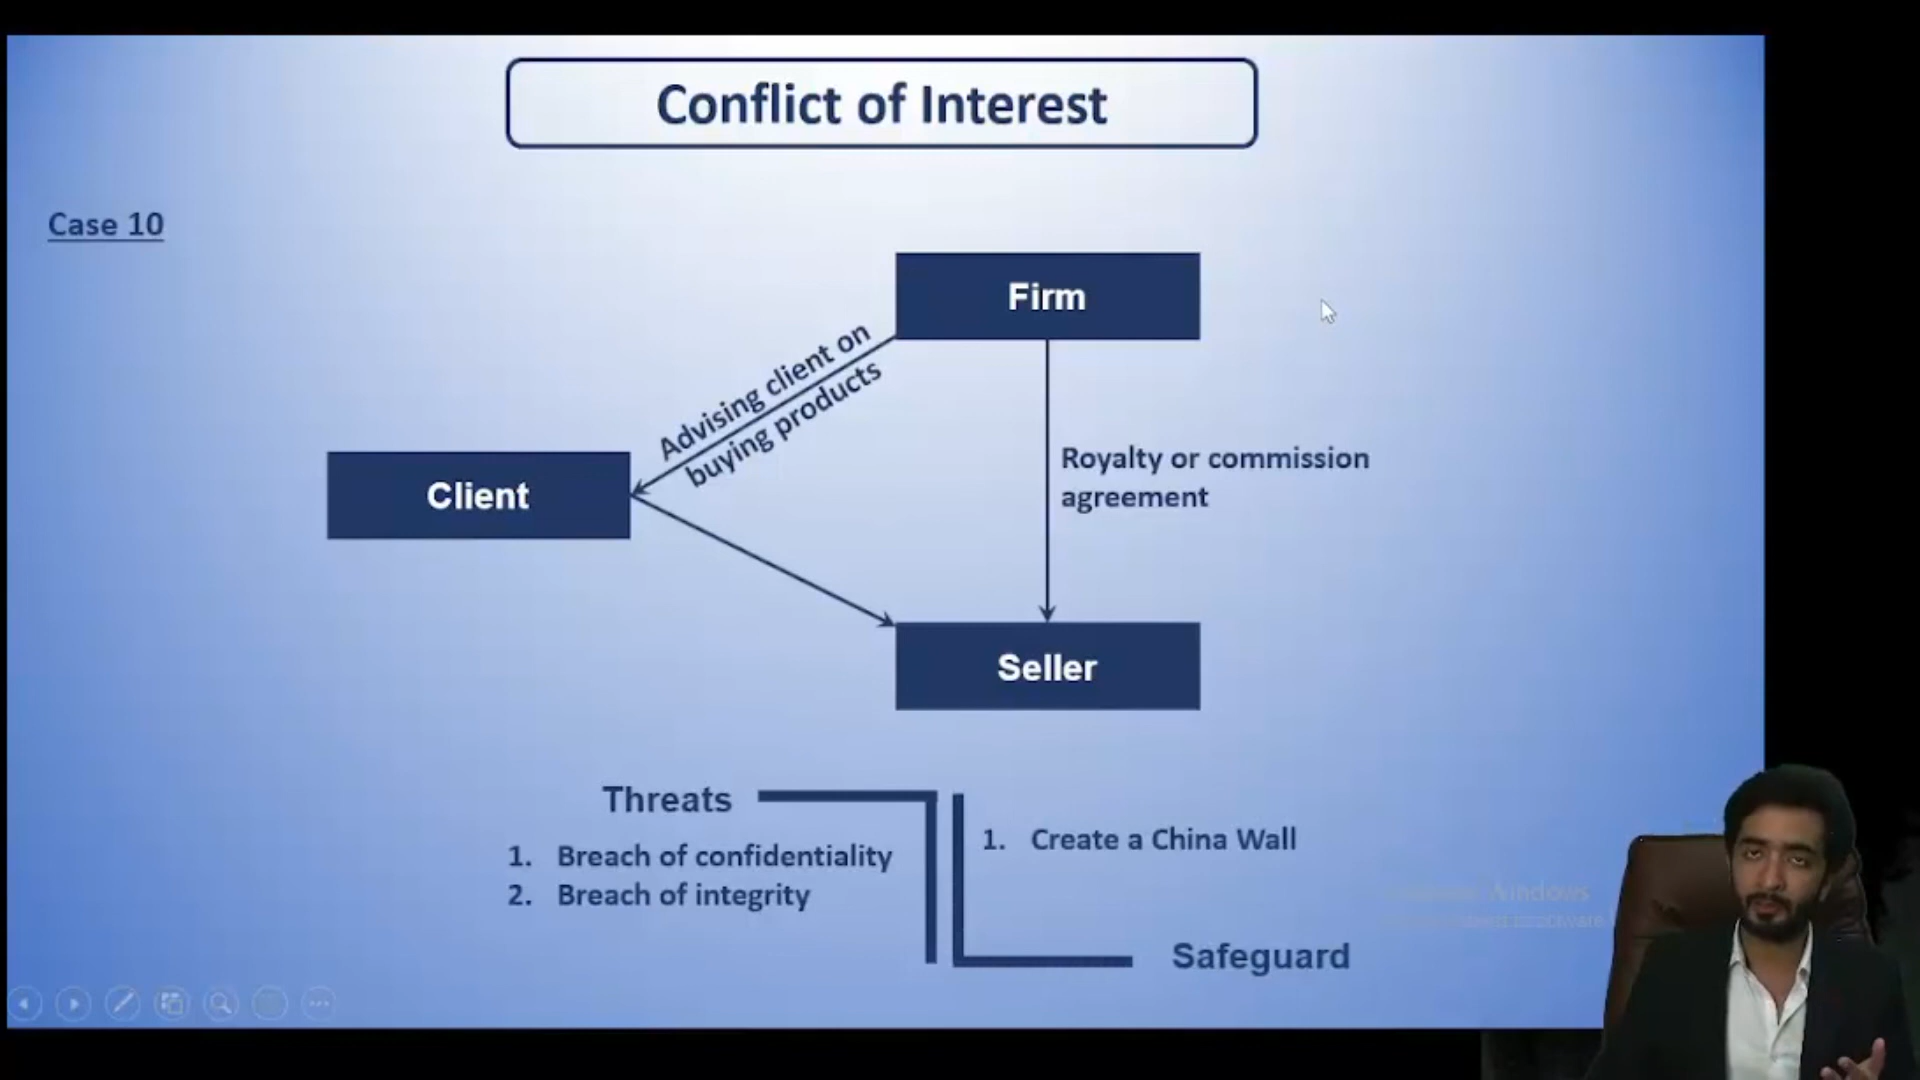 Conflict of Interest
Case 10
Firm
Advising client on
buying products
Client
Royalty or commission
agreement
Seller
Threats
1. Breach of confidentiality
2. Breach of integrity
1. Create a China Wall
Safeguard
Windows